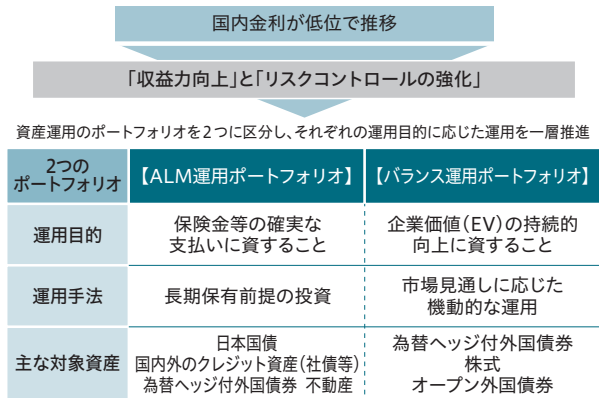 国内金利が低位で推移
「収益力向上」と「リスクコントロールの強化」
資産運用のポートフォリオを2つに区分し、それぞれの運用目的に応じた運用を一層推進
2つの
ポートフォリオ
【ALM運用ポートフォリオ】
【バランス運用ポートフォリオ】
運用目的
保険金等の確実な
支払いに資すること
企業価値(EV)の持続的
向上に資すること
運用手法
長期保有前提の投資
市場見通しに応じた
機動的な運用
主な対象資産
日本国債
国内外のクレジット資産(社債等)
為替ヘッジ付外国債券 不動産
為替ヘッジ付外国債券
株式
オープン外国債券